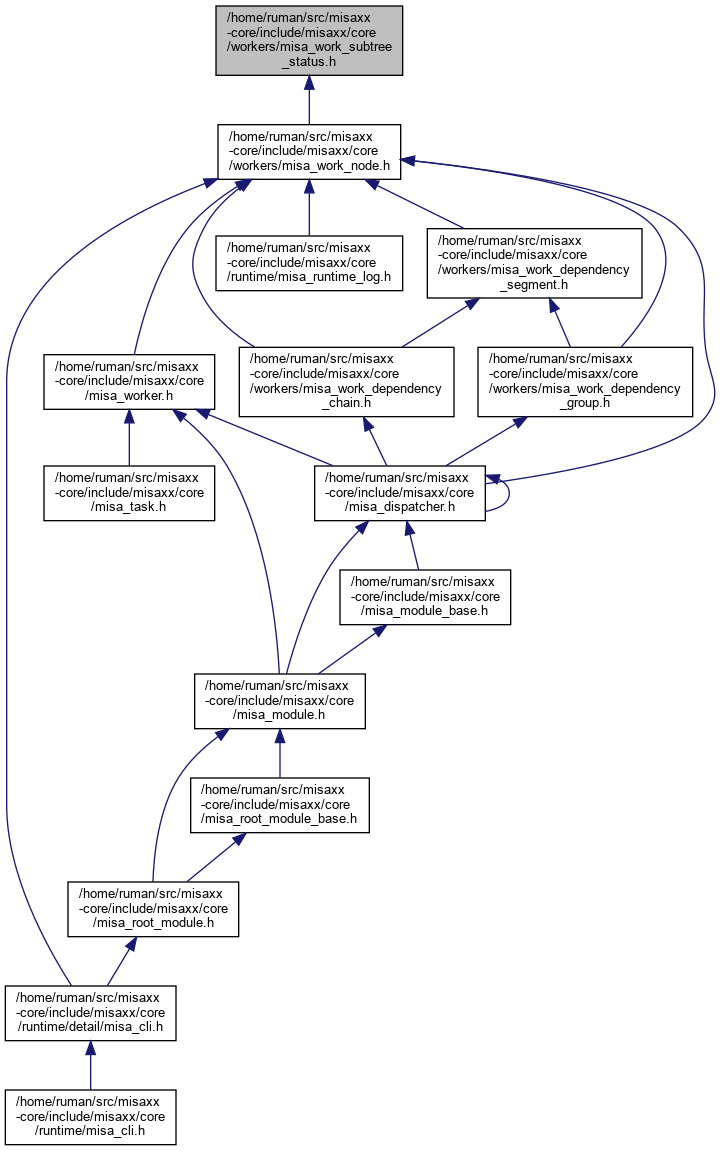 /home/ruman/src/misaxx
-core/include/misaxx/core
/workers/misa_work_subtree
_status.h
/home/ruman/src/misaxx
-core/include/misaxx/core
/workers/misa_work_node.h
/home/ruman/src/misaxx
-core/include/misaxx/core
/runtime/misa_runtime_log.h
/home/ruman/src/misaxx
-core/include/misaxx/core
/workers/misa_work_dependency
_segment.h
/home/ruman/src/misaxx
-core/include/misaxx/core
/misa_worker.h
/home/ruman/src/misaxx
-core/include/misaxx/core
/workers/misa_work_dependency
_chain.h
/home/ruman/src/misaxx
-core/include/misaxx/core
/workers/misa_work_dependency
_group.h
/home/ruman/src/misaxx
-core/include/misaxx/core
/misa_task.h
/home/ruman/src/misaxx
-core/include/misaxx/core
/misa_dispatcher.h
/home/ruman/src/misaxx
-core/include/misaxx/core
/misa_module_base.h
/home/ruman/src/misaxx
-core/include/misaxx/core
/misa_module.h
/home/ruman/src/misaxx
-core/include/misaxx/core
/misa_root_module_base.h
/home/ruman/src/misaxx
-core/include/misaxx/core
/misa_root_module.h
/home/ruman/src/misaxx
-core/include/misaxx/core
/runtime/detail/misa_cli.h
/home/ruman/src/misaxx
-core/include/misaxx/core
/runtime/misa_cli.h